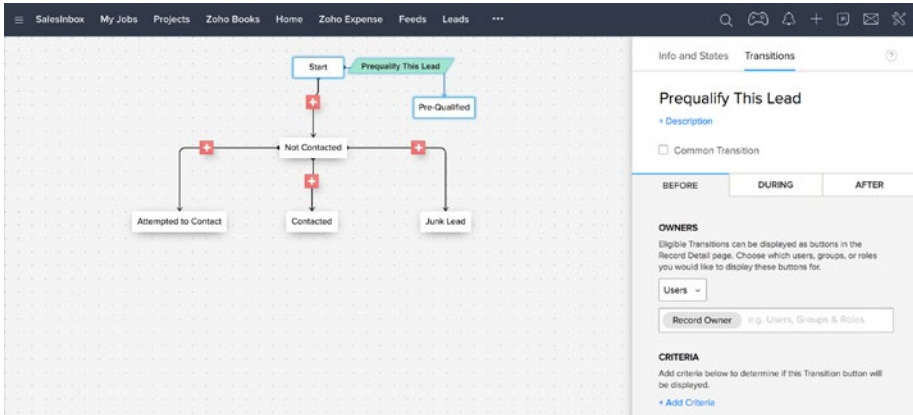 SalesInbox My Jobs Projects Zoho Books Home Zoho Expense Feeds Leads •••
Info and States Transitions ?
Start Prequalify This Lead
Pre-Qualified
Not Contacted
Attempted to Contact Contacted Junk Lead
Prequalify This Lead
+ Description
Common Transition
BEFORE DURING AFTER
OWNERS
Eligible Transitions can be displayed as buttons in the
Record Detail page. Choose which users, groups, or roles
you would like to display these buttons for.
Users
Record Owner e.g. Users, Groups & Roles
CRITERIA
Add criteria below to determine if this Transition button will
be displayed.
+ Add Criteria